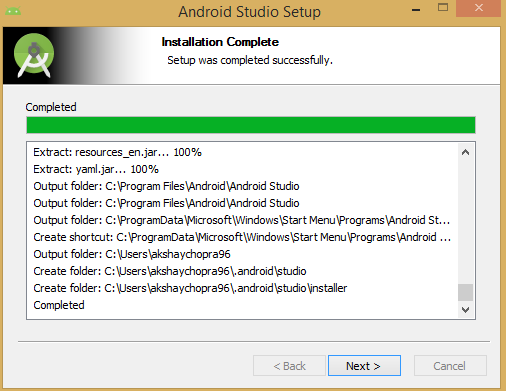 Android Studio Setup
Installation Complete
Setup was completed successfully.
Completed
Extract: resources_en.jar... 100%
Extract: yaml.jar... 100%
Output folder: C:\Program Files\Android\Android Studio
Output folder: C:\Program Files\Android\Android Studio
Output folder: C:\ProgramData\Microsoft\Windows\Start Menu\Programs\Android St...
Create shortcut: C:\ProgramData\Microsoft\Windows\Start Menu\Programs\Android ...
Output folder: C:\Users\akshaychopra96
Create folder: C:\Users\akshaychopra96\.android\studio
Create folder: C:\Users\akshaychopra96\.android\studio\installer
Completed
< Back Next > Cancel